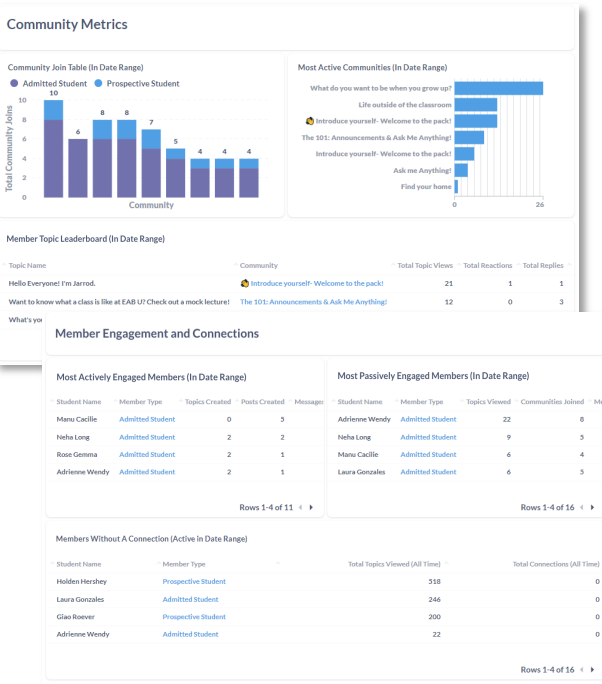 Community Metrics
Community Join Table (In Date Range)
Admitted Student Prospective Student
Total Community Joins
10
8
6
4
2
0
10 6 8 8 7 5 4 4 4
Community
Most Active Communities (In Date Range)
What do you want to be when you grow up?
Life outside of the classroom
Introduce yourself- Welcome to the pack!
The 101: Announcements & Ask Me Anything!
Introduce yourself- Welcome to the pack!
Ask me Anything!
Find your home
0 26
Member Topic Leaderboard (In Date Range)
Topic Name Community Total Topic Views Total Reactions Total Replies
Hello Everyone! I'm Jarrod. Introduce yourself- Welcome to the pack! 21 1 1
Want to know what a class is like at EAB U? Check out a mock lecture! The 101: Announcements & Ask Me Anything! 12 0 3
What's you
Member Engagement and Connections
Most Actively Engaged Members (In Date Range)
Student Name Member Type Topics Created Posts Created Messages
Manu Cacilie Admitted Student 0 5
Neha Long Admitted Student 2 2
Rose Gemma Admitted Student 2 1
Adrienne Wendy Admitted Student 2 1
Rows 1-4 of 11
Most Passively Engaged Members (In Date Range)
Student Name Member Type Topics Viewed Communities Joined
Adrienne Wendy Admitted Student 22 8
Neha Long Admitted Student 9 5
Manu Cacilie Admitted Student 6 4
Laura Gonzales Admitted Student 6 5
Rows 1-4 of 16
Members Without A Connection (Active in Date Range)
Student Name Member Type Total Topics Viewed (All Time) Total Connections (All Time)
Holden Hershey Prospective Student 518 0
Laura Gonzales Admitted Student 246 0
Giao Roever Prospective Student 200 0
Adrienne Wendy Admitted Student 22 0
Rows 1-4 of 16